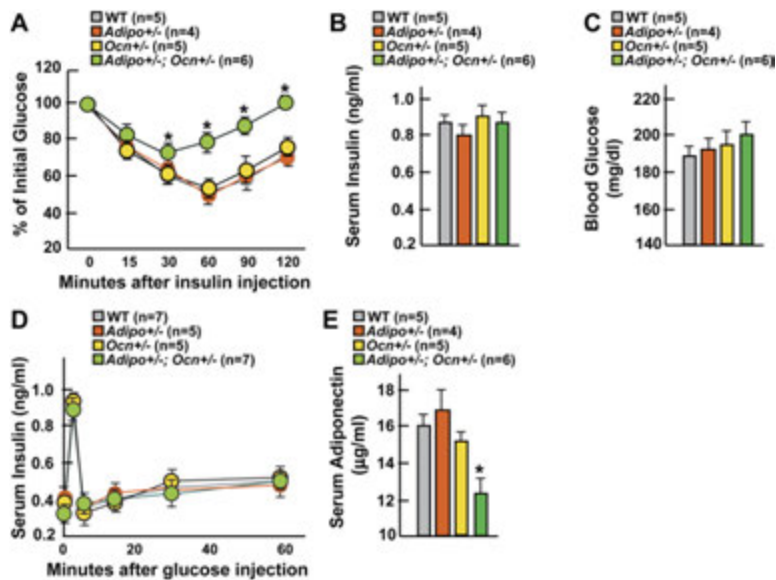 A
WT (n=5)
Adipo+/- (n=4)
Ocn+/- (n=5)
Adipo+/-; Ocn+/- (n=6)
% of Initial Glucose
120
100
80
60
40
20
* * * *
0 15 30 60 90 120
Minutes after insulin injection
B
WT (n=5)
Adipo+/- (n=4)
Ocn+/- (n=5)
Adipo+/-; Ocn+/- (n=6)
Serum Insulin (ng/ml)
1.0
0.8
0.6
0.4
0.2
C
WT (n=5)
Adipo+/- (n=4)
Ocn+/- (n=5)
Adipo+/-; Ocn+/- (n=6)
Blood Glucose
(mg/dl)
220
200
180
160
140
D
WT (n=7)
Adipo+/- (n=5)
Ocn+/- (n=5)
Adipo+/-; Ocn+/- (n=7)
Serum Insulin (ng/ml)
1.0
0.8
0.6
0.4
0.2
0 20 40 60
Minutes after glucose injection
E
WT (n=5)
Adipo+/- (n=4)
Ocn+/- (n=5)
Adipo+/-; Ocn+/- (n=6)
Serum Adiponectin
(µg/ml)
18
16
14
12
10
*